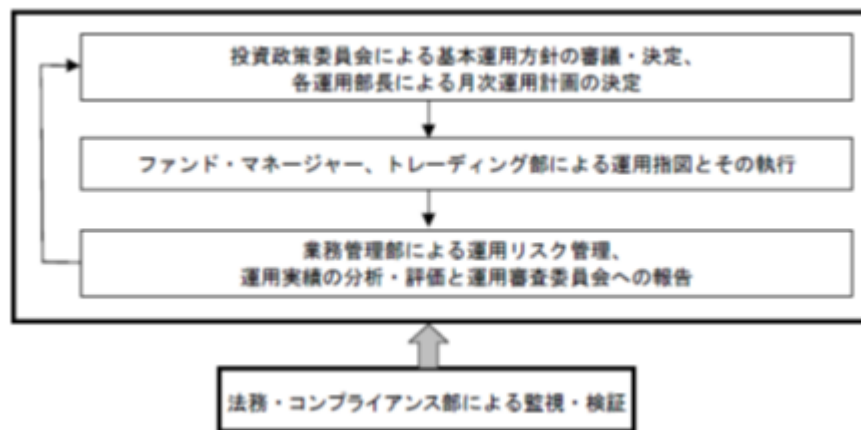 投資政策委員会による基本運用方針の審議・決定、
各運用部長による月次運用計画の決定
ファンド・マネージャー、トレーディング部による運用指図とその執行
業務管理部による運用リスク管理、
運用実績の分析・評価と運用審査委員会への報告
法務・コンプライアンス部による監視・検証